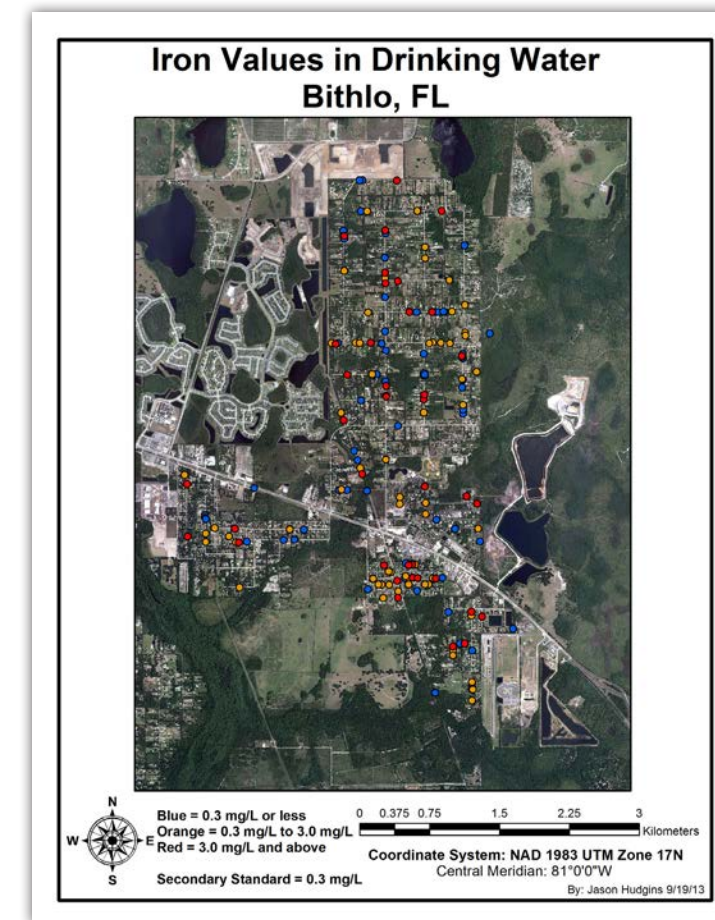 Iron Values in Drinking Water
Bithlo, FL
N
W
E
S
Blue = 0.3 mg/L or less
Orange = 0.3 mg/L to 3.0 mg/L
Red = 3.0 mg/L and above
Secondary Standard = 0.3 mg/L
0 0.375 0.75 1.5 2.25 3
Kilometers
Coordinate System: NAD 1983 UTM Zone 17N
Central Meridian: 81°0'0"W
By: Jason Hudgins 9/19/13